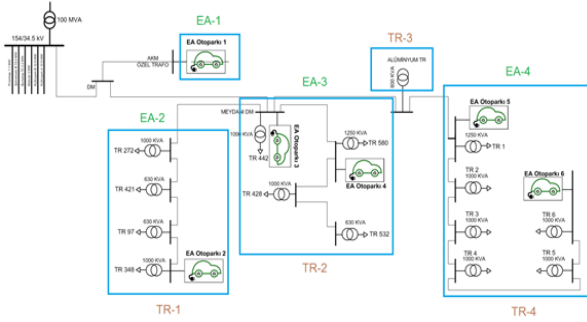 100 MVA
154/34.5 kV
DM
AKM
ÖZEL TRAFO
EA-1
EA Otoparkı 1
TR-3
ALÜMİNYUM TR
EA-2
1000 KVA
TR 272
630 KVA
TR 421
630 KVA
TR 97
1000 KVA
TR 348
EA Otoparkı 2
TR-1
EA-3
MEYDAN DM
TR 442
EA Otoparkı 3
1250 KVA
TR 580
EA Otoparkı 4
1000 KVA
TR 428
630 KVA
TR 532
TR-2
EA-4
EA Otoparkı 5
1250 KVA
TR 1
TR 2
1000 KVA
EA Otoparkı 6
TR 3
1000 KVA
TR 6
1000 KVA
TR 4
1000 KVA
TR 5
1000 KVA
TR-4